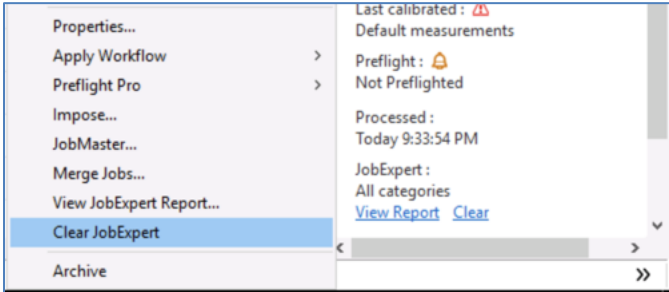 Properties...
Apply Workflow
Preflight Pro
Impose...
JobMaster...
Merge Jobs...
View JobExpert Report...
Clear JobExpert
Archive
Last calibrated :
Default measurements
Preflight :
Not Preflighted
Processed :
Today 9:33:54 PM
JobExpert :
All categories
View Report Clear